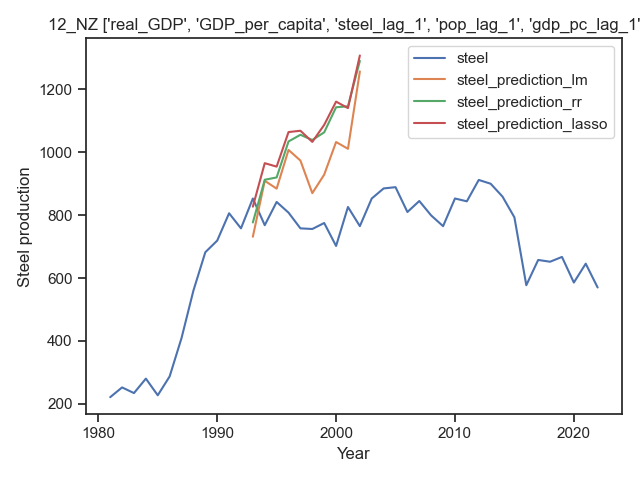 12_NZ ['real_GDP', 'GDP_per_capita', 'steel_lag_1', 'pop_lag_1', 'gdp_pc_lag_1'
steel
steel_prediction_lm
steel_prediction_rr
steel_prediction_lasso
Steel production
1200
1000
800
600
400
200
1980 1990 2000 2010 2020
Year